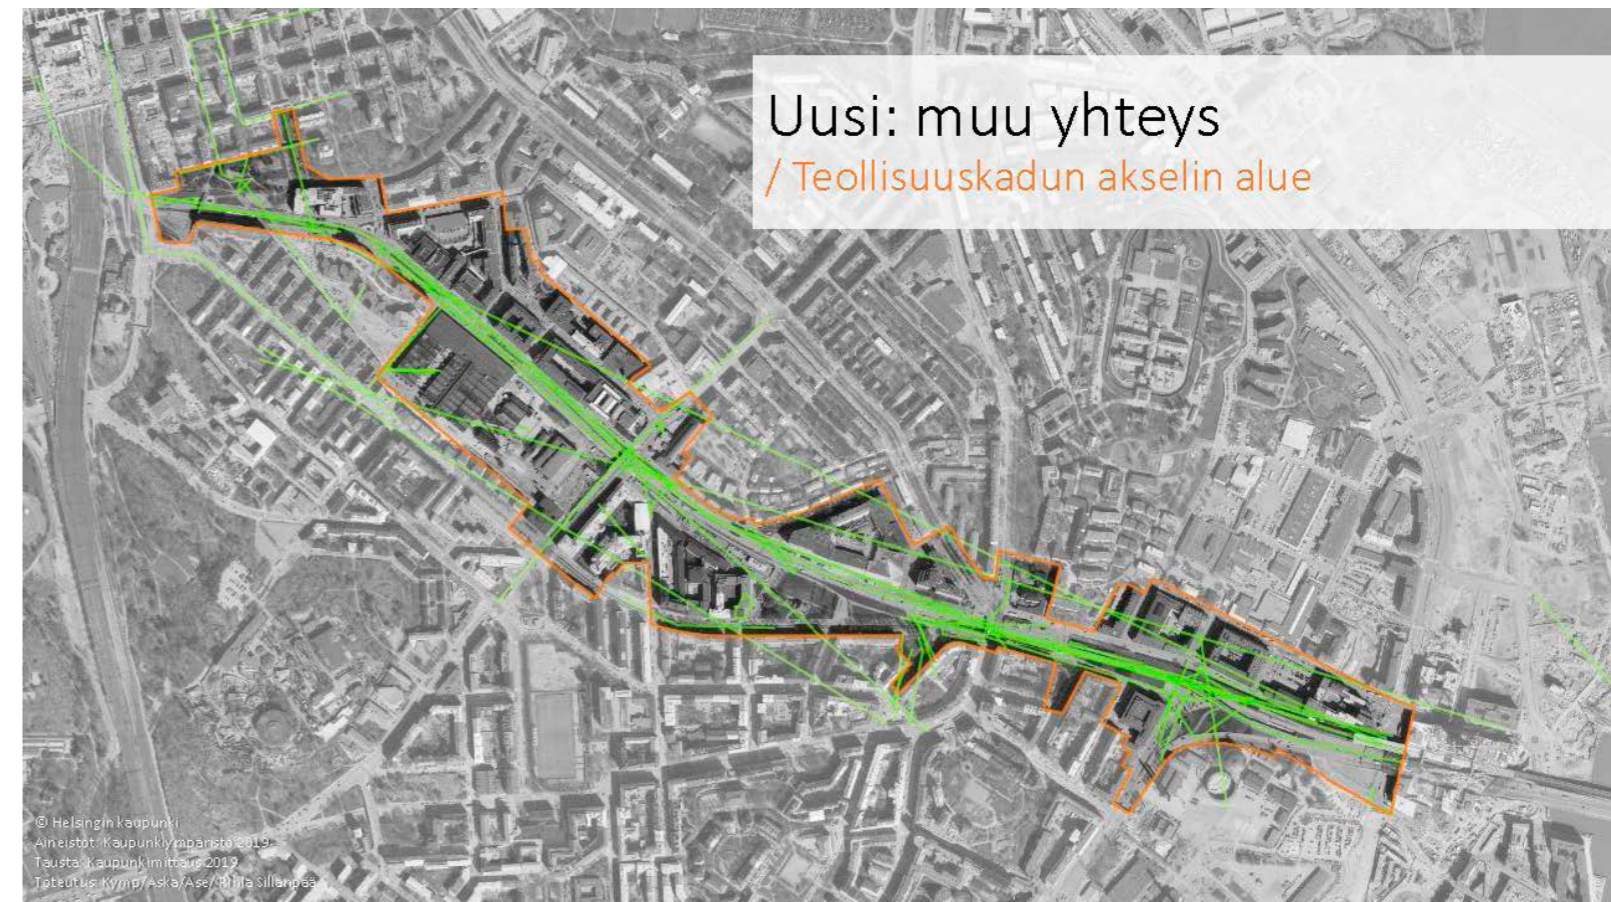 Uusi: muu yhteys
/ Teollisuuskadun akselin alue
© Helsingin kaupunki
Aineistot: Kaupunkiympäristö 2019
Tausta: Kaupunkimittaus 2019
Toteutus: Kymp/Aska/Ase/ Sillanpää